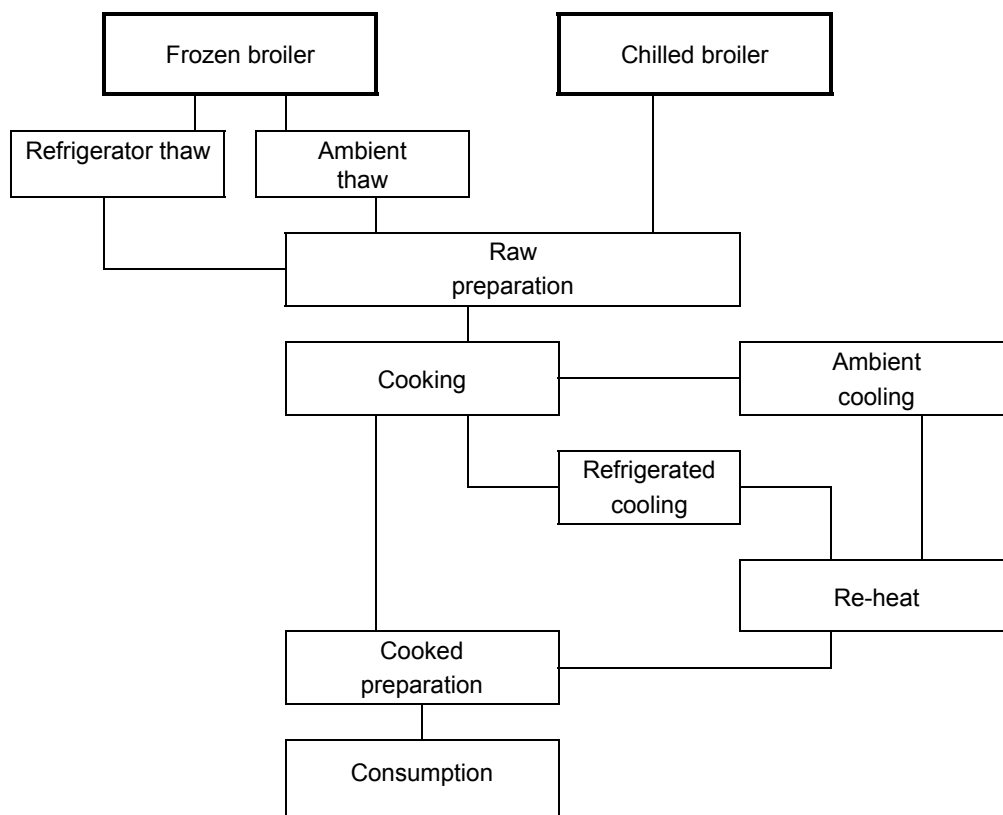 Frozen broiler
Chilled broiler
Refrigerator thaw
Ambient
thaw
Raw
preparation
Cooking
Ambient
cooling
Refrigerated
cooling
Re-heat
Cooked
preparation
Consumption